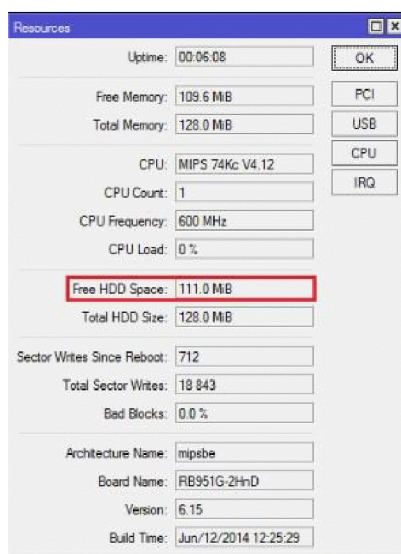 Resources
Uptime: 00:06:08 OK
Free Memory: 109.6 MiB PCI
Total Memory: 128.0 MiB USB
CPU: MIPS 74Kc V4.12 CPU
CPU Count: 1 IRQ
CPU Frequency: 600 MHz
CPU Load: 0 %
Free HDD Space: 111.0 MiB
Total HDD Size: 128.0 MiB
Sector Writes Since Reboot: 712
Total Sector Writes: 18 843
Bad Blocks: 0.0 %
Architecture Name: mipsbe
Board Name: RB951G-2HnD
Version: 6.15
Build Time: Jun/12/2014 12:25:29